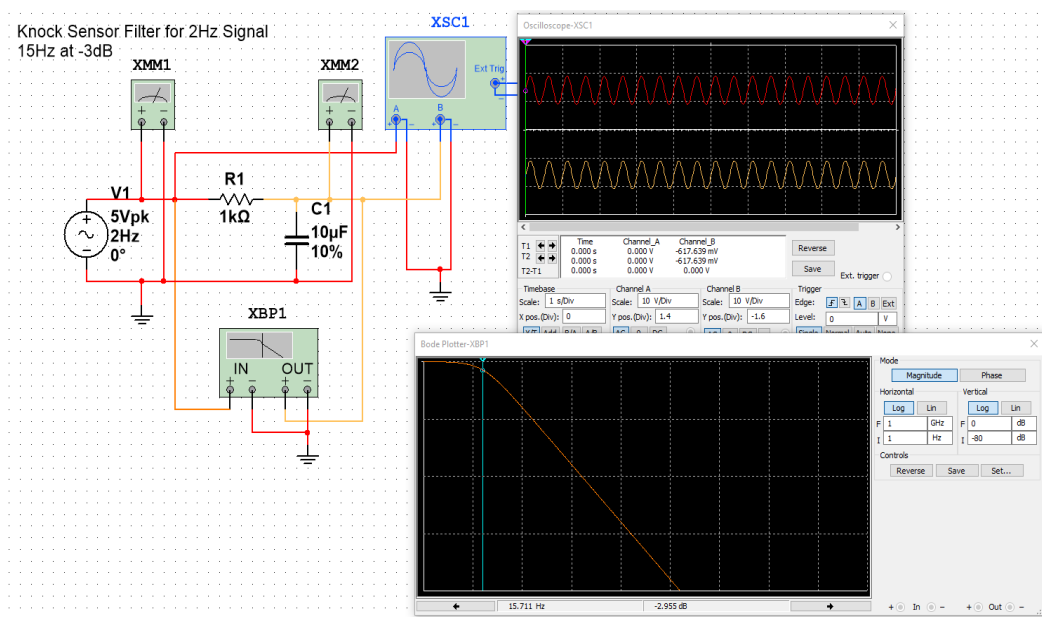 Knock Sensor Filter for 2Hz Signal
15Hz at -3dB
XMM1
XMM2
XSC1
Ext Trig
A
B
V1
5Vpk
2Hz
0°
R1
1kΩ
C1
10µF
10%
XBP1
IN
OUT
Oscilloscope-XSC1
Time Channel_A Channel_B
T1 0.000 s 0.000 V -617.639 mV
T2 0.000 s 0.000 V -617.639 mV
T2-T1 0.000 s 0.000 V 0.000 V
Reverse
Save
Ext. trigger
Timebase
Scale: 1 s/Div
X pos.(Div): 0
Channel A
Scale: 10 V/Div
Y pos.(Div): 1.4
Channel B
Scale: 10 V/Div
Y pos.(Div): -1.6
Trigger
Edge: A B Ext
Level: 0 V
Bode Plotter-XBP1
Mode
Magnitude Phase
Horizontal Vertical
Log Lin Log Lin
F 1 GHz F 0 dB
I 1 Hz I -80 dB
Controls
Reverse Save Set...
15.711 Hz -2.955 dB
+ In − + Out −